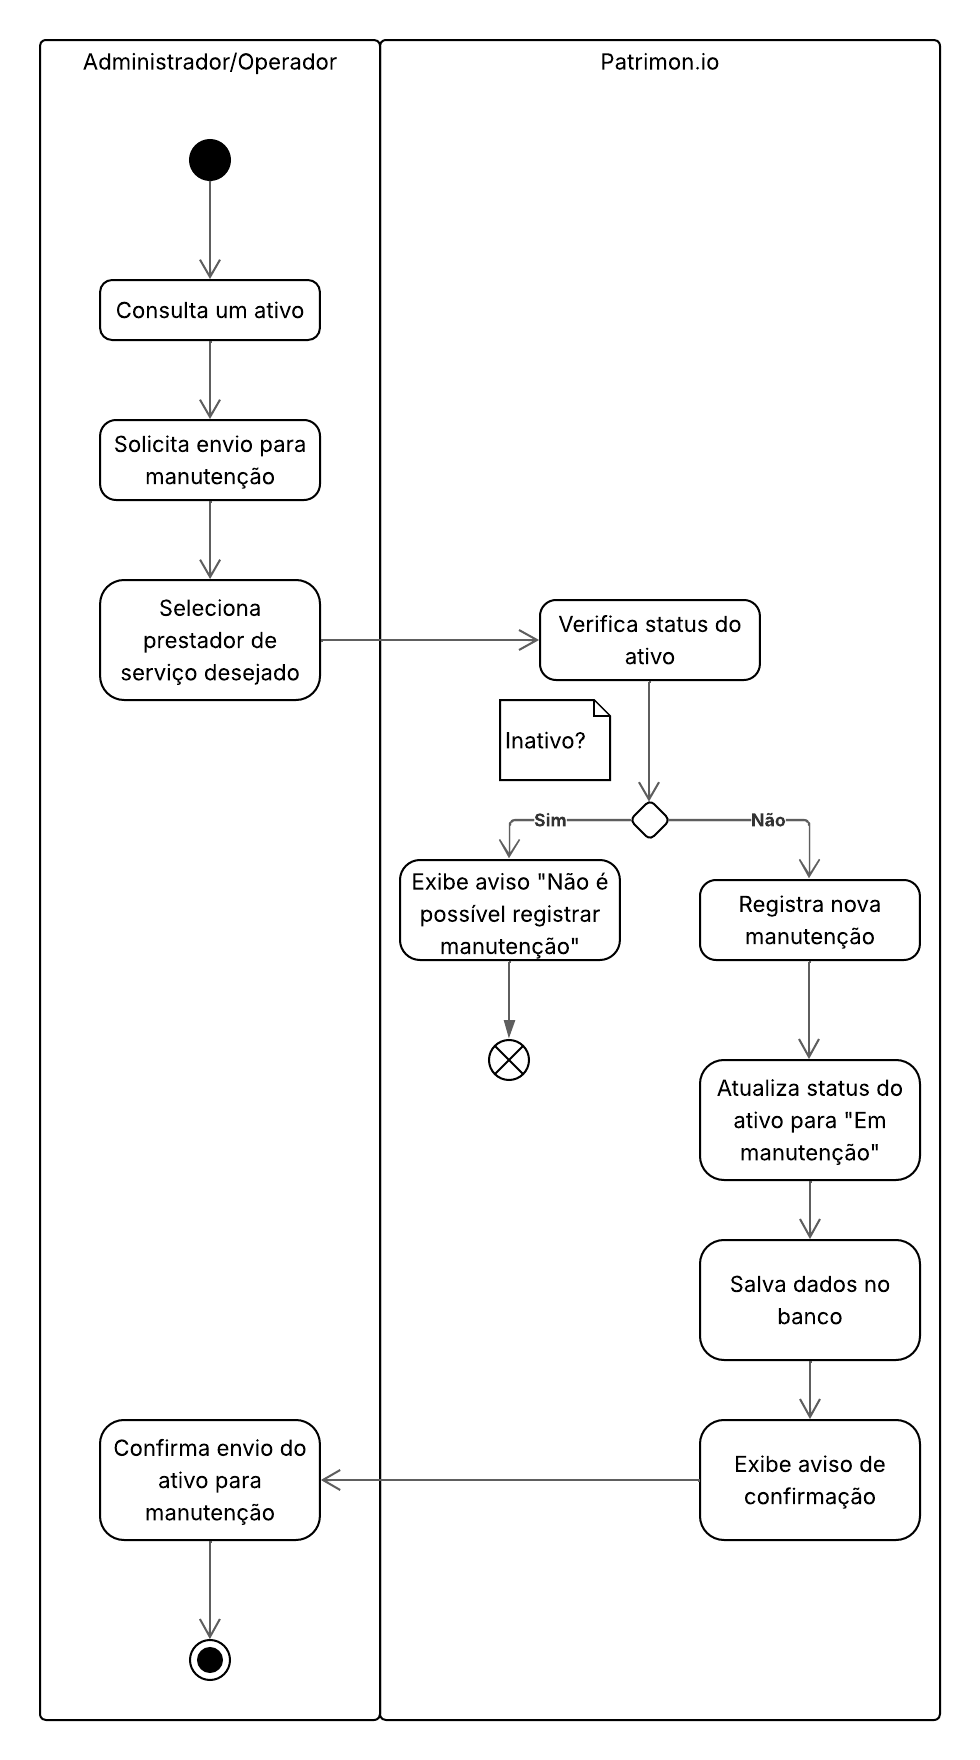 Administrador/Operador
Patrimon.io
Consulta um ativo
Solicita envio para
manutenção
Seleciona
prestador de
serviço desejado
Verifica status do
ativo
Inativo?
Sim
Não
Exibe aviso "Não é
possível registrar
manutenção"
Registra nova
manutenção
Atualiza status do
ativo para "Em
manutenção"
Salva dados no
banco
Exibe aviso de
confirmação
Confirma envio do
ativo para
manutenção